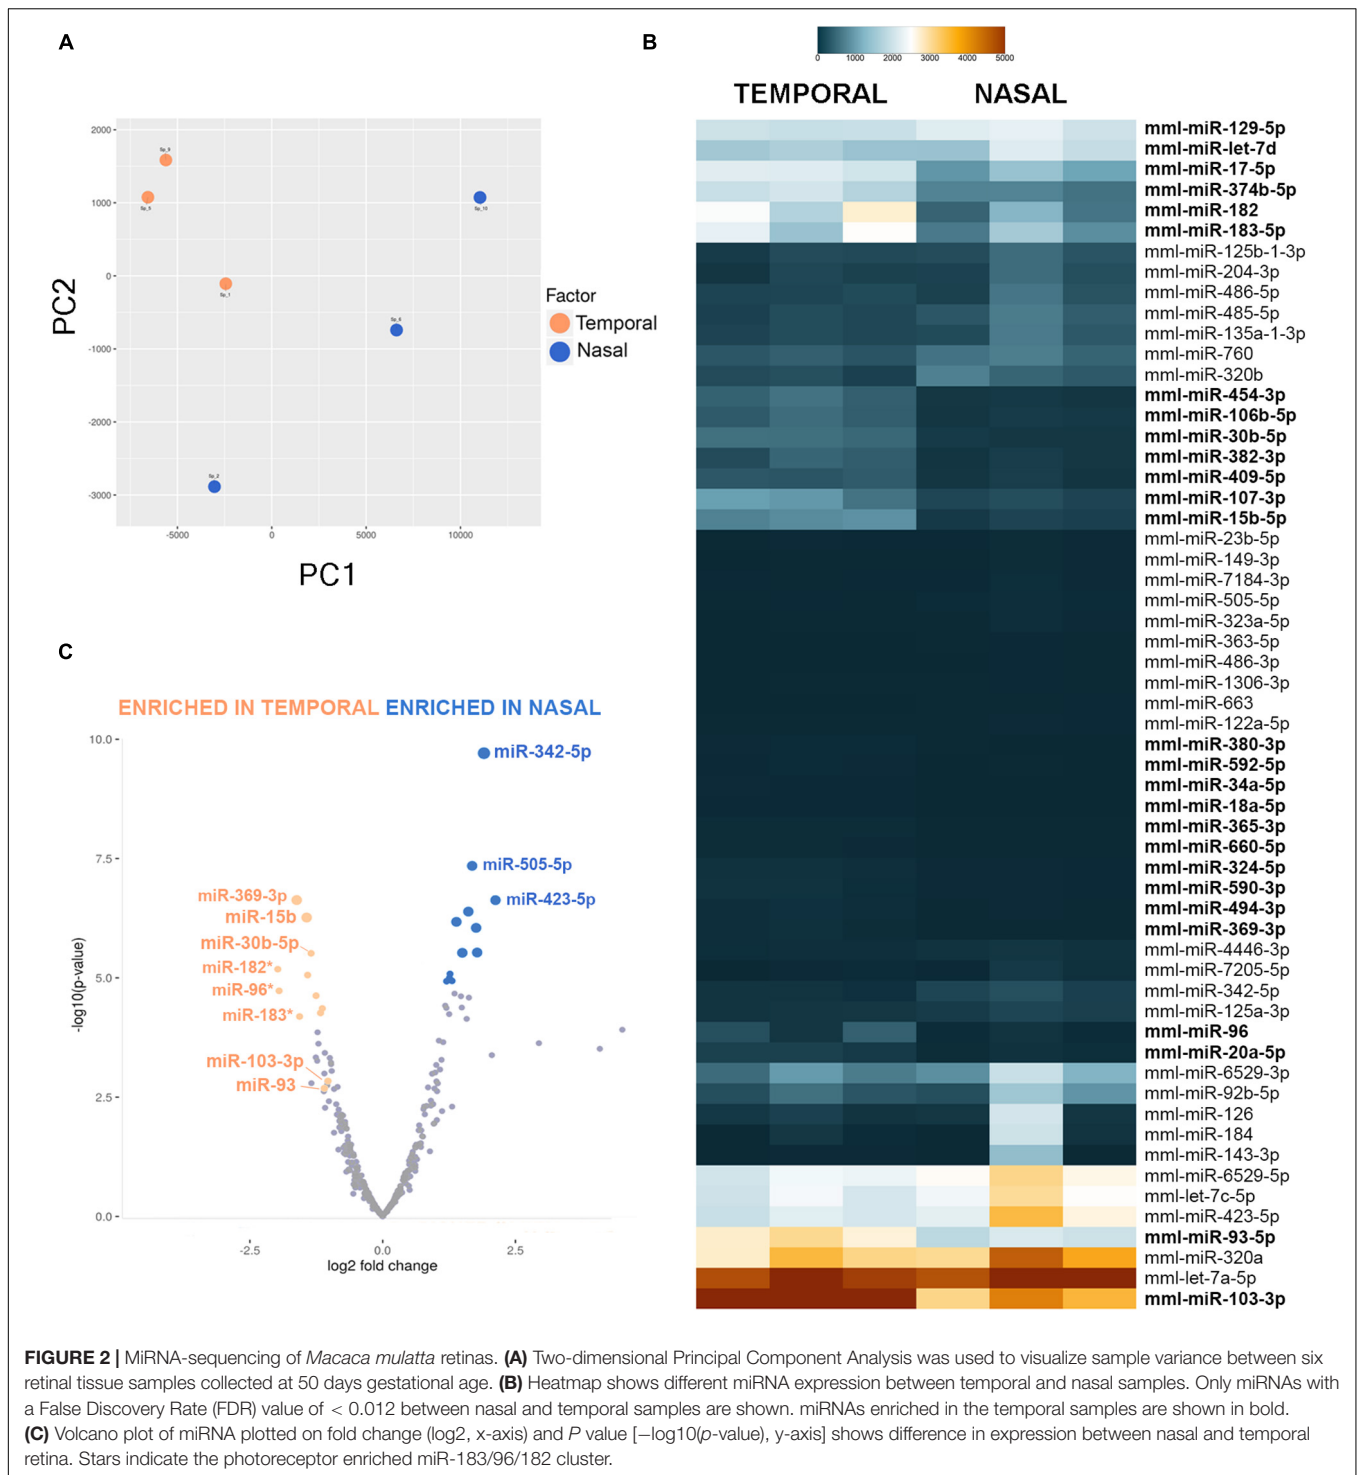 A
2000
1000
0
-1000
-2000
-3000
-5000
0
5000
10000
PC2
PC1
Sp_9
Sp_5
Sp_1
Sp_10
Sp_6
Sp_2
Factor
Temporal
Nasal
B
0 1000 2000 3000 4000 5000
TEMPORAL NASAL
mml-miR-129-5p
mml-miR-let-7d
mml-miR-17-5p
mml-miR-374b-5p
mml-miR-182
mml-miR-183-5p
mml-miR-125b-1-3p
mml-miR-204-3p
mml-miR-486-5p
mml-miR-485-5p
mml-miR-135a-1-3p
mml-miR-760
mml-miR-320b
mml-miR-454-3p
mml-miR-106b-5p
mml-miR-30b-5p
mml-miR-382-3p
mml-miR-409-5p
mml-miR-107-3p
mml-miR-15b-5p
mml-miR-23b-5p
mml-miR-149-3p
mml-miR-7184-3p
mml-miR-505-5p
mml-miR-323a-5p
mml-miR-363-5p
mml-miR-486-3p
mml-miR-1306-3p
mml-miR-663
mml-miR-122a-5p
mml-miR-380-3p
mml-miR-592-5p
mml-miR-34a-5p
mml-miR-18a-5p
mml-miR-365-3p
mml-miR-660-5p
mml-miR-324-5p
mml-miR-590-3p
mml-miR-494-3p
mml-miR-369-3p
mml-miR-4446-3p
mml-miR-7205-5p
mml-miR-342-5p
mml-miR-125a-3p
mml-miR-96
mml-miR-20a-5p
mml-miR-6529-3p
mml-miR-92b-5p
mml-miR-126
mml-miR-184
mml-miR-143-3p
mml-miR-6529-5p
mml-let-7c-5p
mml-miR-423-5p
mml-miR-93-5p
mml-miR-320a
mml-let-7a-5p
mml-miR-103-3p
C
ENRICHED IN TEMPORAL ENRICHED IN NASAL
10.0
7.5
5.0
2.5
0.0
-2.5
0.0
2.5
-log10(p-value)
log2 fold change
miR-342-5p
miR-505-5p
miR-423-5p
miR-369-3p
miR-15b
miR-30b-5p
miR-182*
miR-96*
miR-183*
miR-103-3p
miR-93
FIGURE 2 | MiRNA-sequencing of Macaca mulatta retinas. (A) Two-dimensional Principal Component Analysis was used to visualize sample variance between six
retinal tissue samples collected at 50 days gestational age. (B) Heatmap shows different miRNA expression between temporal and nasal samples. Only miRNAs with
a False Discovery Rate (FDR) value of < 0.012 between nasal and temporal samples are shown. miRNAs enriched in the temporal samples are shown in bold.
(C) Volcano plot of miRNA plotted on fold change (log2, x-axis) and P value [−log10(p-value), y-axis] shows difference in expression between nasal and temporal
retina. Stars indicate the photoreceptor enriched miR-183/96/182 cluster.